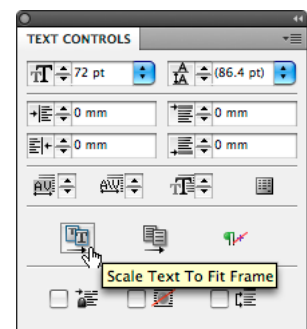 TEXT CONTROLS
72 pt (86.4 pt)
0 mm 0 mm
0 mm 0 mm
Scale Text To Fit Frame